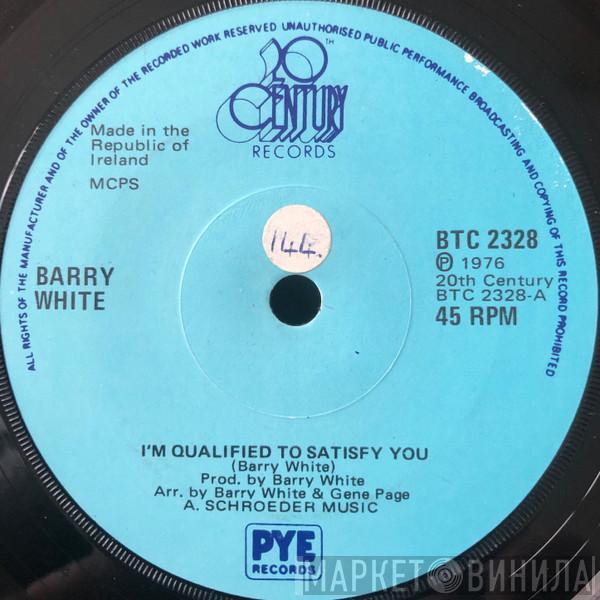 ALL RIGHTS OF THE MANUFACTURER AND OF THE OWNER OF THE RECORDED WORK RESERVED UNAUTHORISED PUBLIC PERFORMANCE BROADCASTING AND COPYING OF THIS RECORD PROHIBITED
20
CENTURY
TM
RECORDS
Made in the
Republic of
Ireland
MCPS
144.
BARRY
WHITE
BTC 2328
Ⓟ 1976
20th Century
BTC 2328-A
45 RPM
I'M QUALIFIED TO SATISFY YOU
(Barry White)
Prod. by Barry White
Arr. by Barry White & Gene Page
A. SCHROEDER MUSIC
PYE
RECORDS
МАРКЕТ ВИНИЛА